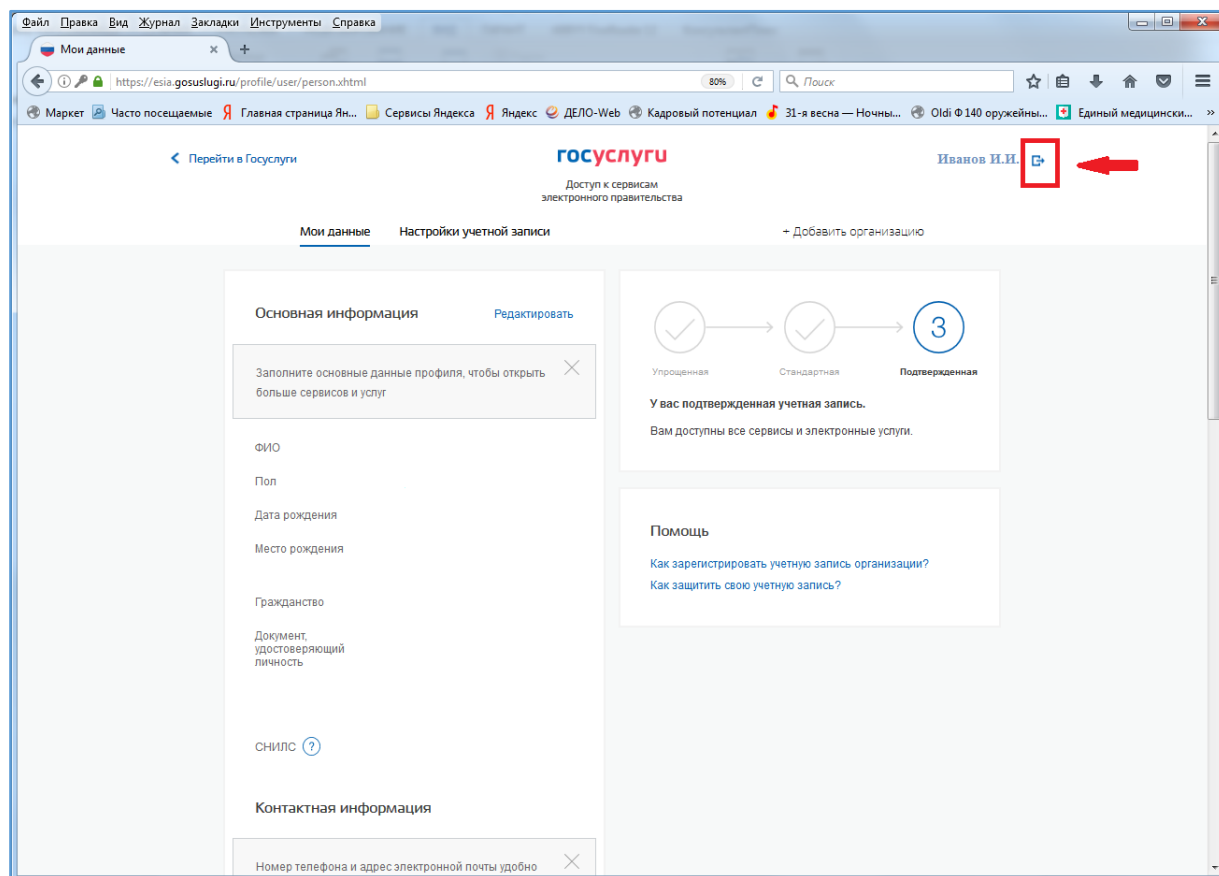 Файл Правка Вид Журнал Закладки Инструменты Справка
Мои данные
https://esia.gosuslugi.ru/profile/user/person.xhtml 80% Поиск
Маркет Часто посещаемые Главная страница Ян... Сервисы Яндекса Яндекс ДЕЛО-Web Кадровый потенциал 31-я весна — Ночны... Oldi Ф140 оружейны... Единый медицински... »
Перейти в Госуслуги
госуслуги
Иванов И.И.
Доступ к сервисам
электронного правительства
Мои данные Настройки учетной записи + Добавить организацию
Основная информация Редактировать
Заполните основные данные профиля, чтобы открыть
больше сервисов и услуг
ФИО
Пол
Дата рождения
Место рождения
Гражданство
Документ,
удостоверяющий
личность
СНИЛС ?
Контактная информация
Номер телефона и адрес электронной почты удобно
3
Упрощенная Стандартная Подтвержденная
У вас подтвержденная учетная запись.
Вам доступны все сервисы и электронные услуги.
Помощь
Как зарегистрировать учетную запись организации?
Как защитить свою учетную запись?